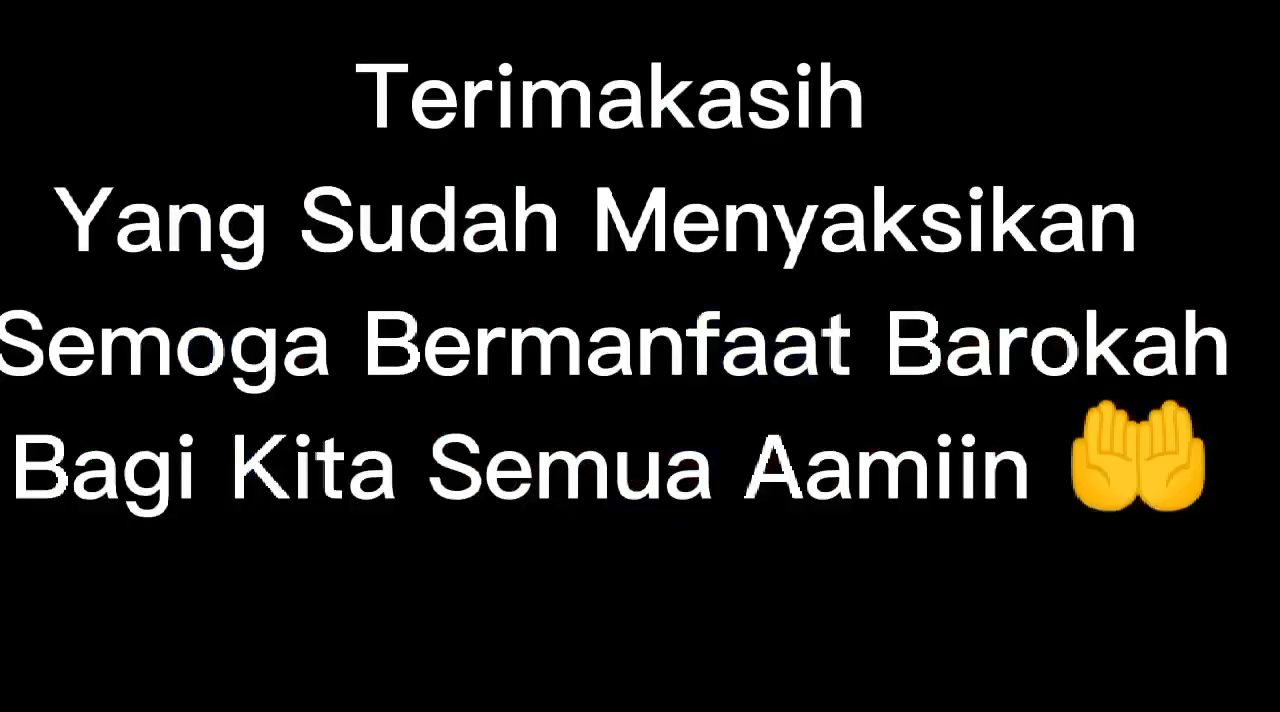 Terimakasih
Yang Sudah Menyaksikan
Semoga Bermanfaat Barokah
Bagi Kita Semua Aamiin 🤲